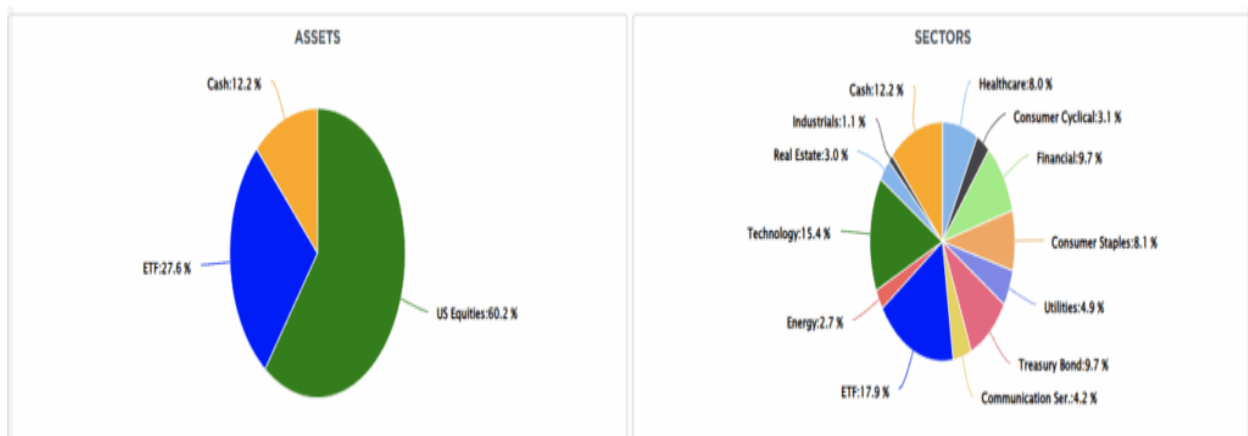 ASSETS
Cash:12.2 %
ETF:27.6 %
US Equities:60.2 %
SECTORS
Cash:12.2 %
Healthcare:8.0 %
Industrials:1.1 %
Consumer Cyclical:3.1 %
Real Estate:3.0 %
Financial:9.7 %
Technology:15.4 %
Consumer Staples:8.1 %
Energy:2.7 %
Utilities:4.9 %
Treasury Bond:9.7 %
ETF:17.9 %
Communication Ser.:4.2 %